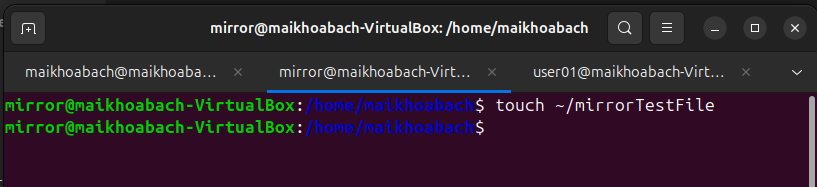 mirror@maikhoabach-VirtualBox: /home/maikhoabach
maikhoabach@maikhoaba...
mirror@maikhoabach-Virt...
user01@maikhoabach-Virt...
mirror@maikhoabach-VirtualBox:/home/maikhoabach$ touch ~/mirrorTestFile
mirror@maikhoabach-VirtualBox:/home/maikhoabach$